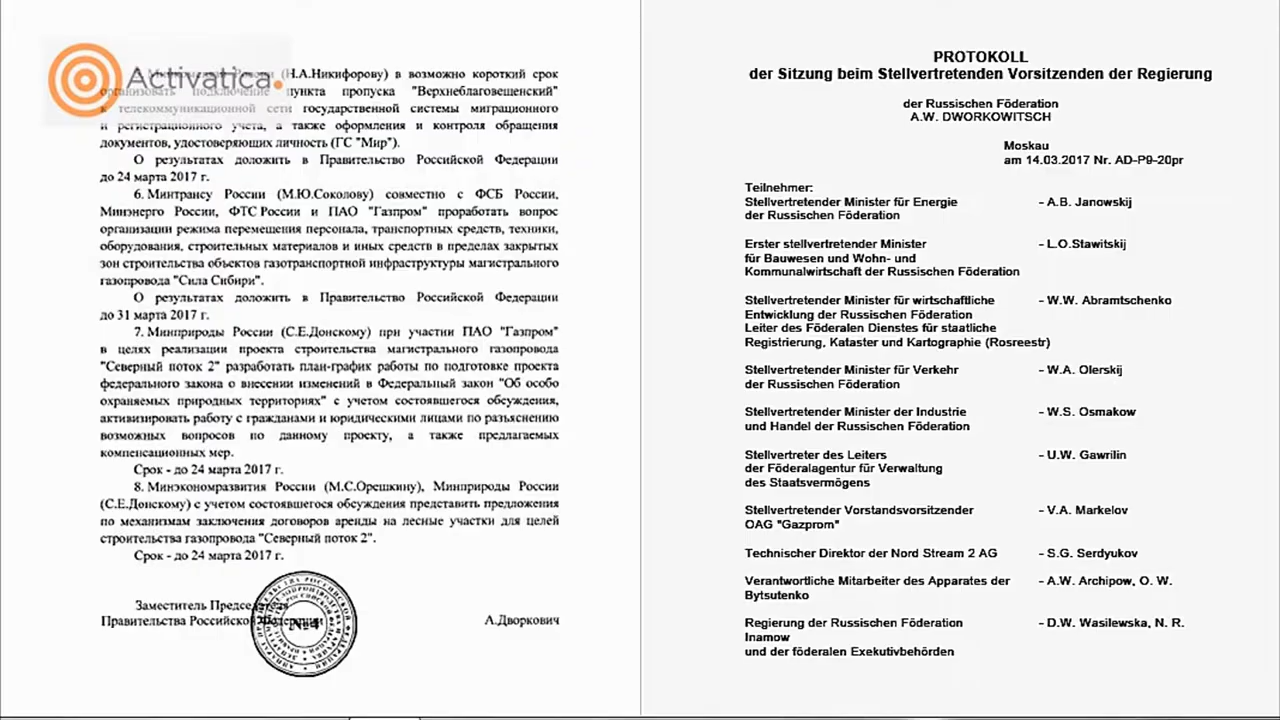 Activatica.
(Н.А.Никифорову) в возможно короткий срок
организовать подключение пункта пропуска "Верхнеблаговещенский"
к телекоммуникационной сети государственной системы миграционного
и регистрационного учета, а также оформления и контроля обращения
документов, удостоверяющих личность (ГС "Мир").
О результатах доложить в Правительство Российской Федерации
до 24 марта 2017 г.
6. Минтрансу России (М.Ю.Соколову) совместно с ФСБ России,
Минэнерго России, ФТС России и ПАО "Газпром" проработать вопрос
организации режима перемещения персонала, транспортных средств, техники,
оборудования, строительных материалов и иных средств в пределах закрытых
зон строительства объектов газотранспортной инфраструктуры магистрального
газопровода "Сила Сибири".
О результатах доложить в Правительство Российской Федерации
до 31 марта 2017 г.
7. Минприроды России (С.Е.Донскому) при участии ПАО "Газпром"
в целях реализации проекта строительства магистрального газопровода
"Северный поток 2" разработать план-график работы по подготовке проекта
федерального закона о внесении изменений в Федеральный закон "Об особо
охраняемых природных территориях" с учетом состоявшегося обсуждения,
активизировать работу с гражданами и юридическими лицами по разъяснению
возможных вопросов по данному проекту, а также предлагаемых
компенсационных мер.
Срок - до 24 марта 2017 г.
8. Минэкономразвития России (М.С.Орешкину), Минприроды России
(С.Е.Донскому) с учетом состоявшегося обсуждения представить предложения
по механизмам заключения договоров аренды на лесные участки для целей
строительства газопровода "Северный поток 2".
Срок - до 24 марта 2017 г.
Заместитель Председателя
Правительства Российской Федерации
А.Дворкович
№4
PROTOKOLL
der Sitzung beim Stellvertretenden Vorsitzenden der Regierung
der Russischen Föderation
A.W. DWORKOWITSCH
Moskau
am 14.03.2017 Nr. AD-P9-20pr
Teilnehmer:
Stellvertretender Minister für Energie - A.B. Janowskij
der Russischen Föderation
Erster stellvertretender Minister - L.O.Stawitskij
für Bauwesen und Wohn- und
Kommunalwirtschaft der Russischen Föderation
Stellvertretender Minister für wirtschaftliche - W.W. Abramtschenko
Entwicklung der Russischen Föderation
Leiter des Föderalen Dienstes für staatliche
Registrierung, Kataster und Kartographie (Rosreestr)
Stellvertretender Minister für Verkehr - W.A. Olerskij
der Russischen Föderation
Stellvertretender Minister der Industrie - W.S. Osmakow
und Handel der Russischen Föderation
Stellvertreter des Leiters - U.W. Gawrilin
der Föderalagentur für Verwaltung
des Staatsvermögens
Stellvertretender Vorstandsvorsitzender - V.A. Markelov
OAG "Gazprom"
Technischer Direktor der Nord Stream 2 AG - S.G. Serdyukov
Verantwortliche Mitarbeiter des Apparates der - A.W. Archipow, O. W.
Bytsutenko
Regierung der Russischen Föderation - D.W. Wasilewska, N. R.
Inamow
und der föderalen Exekutivbehörden